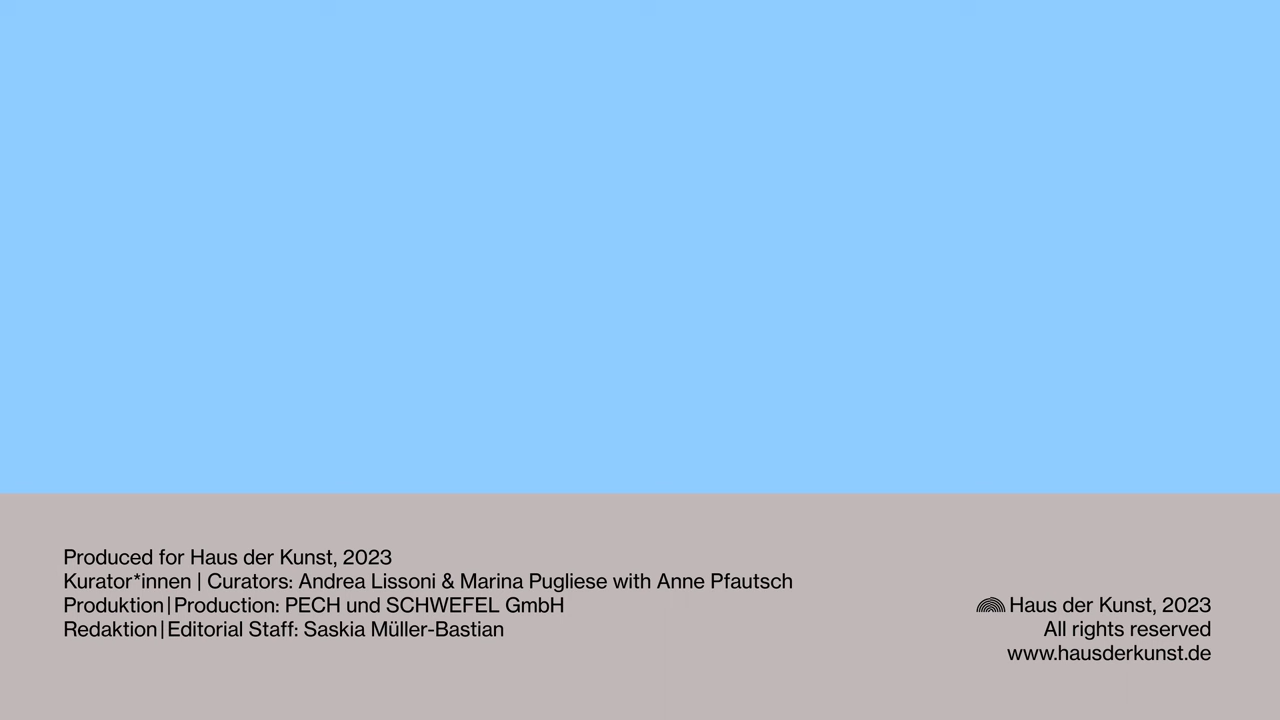 Produced for Haus der Kunst, 2023
Kurator*innen | Curators: Andrea Lissoni & Marina Pugliese with Anne Pfautsch
Produktion|Production: PECH und SCHWEFEL GmbH
Redaktion|Editorial Staff: Saskia Müller-Bastian
Haus der Kunst, 2023
All rights reserved
www.hausderkunst.de